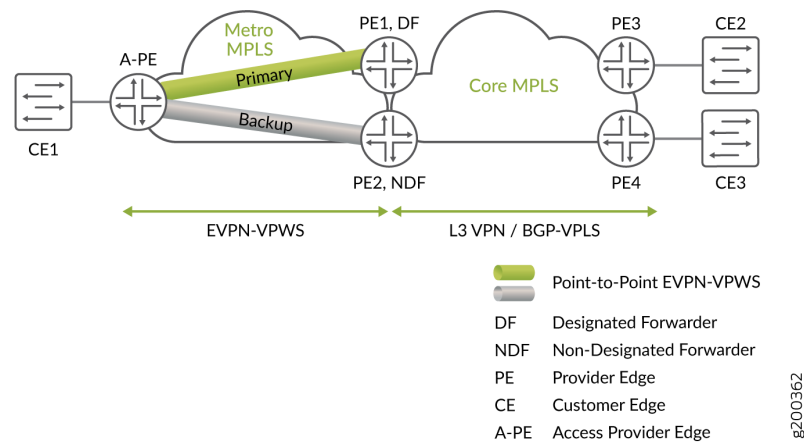 Metro
MPLS
PE1, DF
PE3
A-PE
CE2
Primary
Core MPLS
Backup
CE1
PE2, NDF
PE4
CE3
EVPN-VPWS
L3 VPN / BGP-VPLS
Point-to-Point EVPN-VPWS
DF Designated Forwarder
NDF Non-Designated Forwarder
PE Provider Edge
CE Customer Edge
A-PE Access Provider Edge
g200362